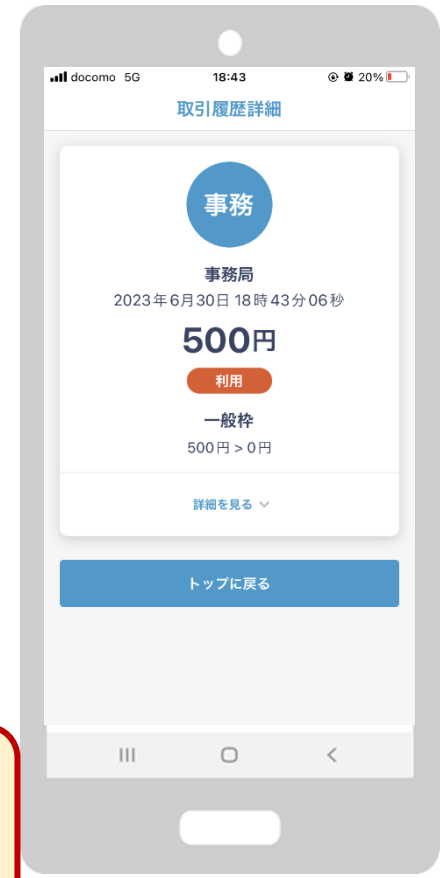 docomo 5G 18:43 20%
取引履歴詳細
事務
事務局
2023年6月30日 18時43分06秒
500円
利用
一般枠
500円 > 0円
詳細を見る
トップに戻る